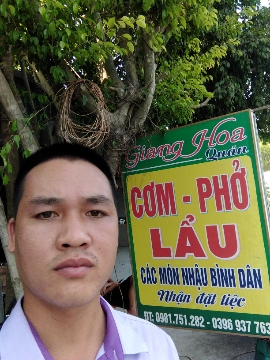 Giang Hoa
Quán
CƠM - PHỞ
LẨU
CÁC MÓN NHẬU BÌNH DÂN
Nhận đặt tiệc
ĐT: 0981.751.282 - 0396 937 763